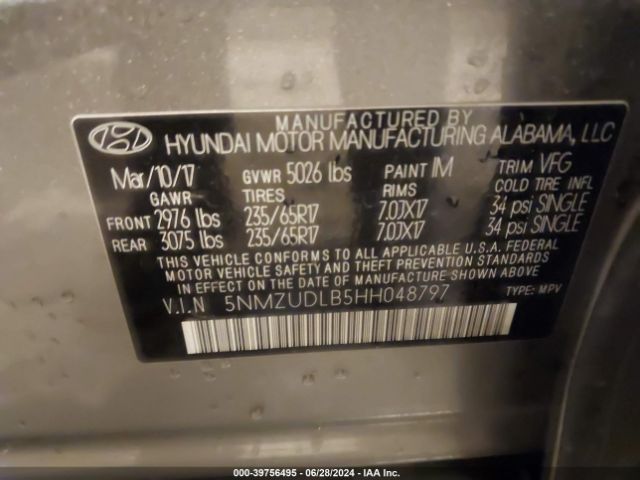 MANUFACTURED BY
HYUNDAI MOTOR MANUFACTURING ALABAMA, LLC
Mar/10/17 GVWR 5026 lbs PAINT IM TRIM VFG
GAWR TIRES RIMS COLD TIRE INFL
FRONT 2976 lbs 235/65R17 7.0JX17 34 psi SINGLE
REAR 3075 lbs 235/65R17 7.0JX17 34 psi SINGLE
THIS VEHICLE CONFORMS TO ALL APPLICABLE U.S.A. FEDERAL
MOTOR VEHICLE SAFETY AND THEFT PREVENTION STANDARDS
IN EFFECT ON THE DATE OF MANUFACTURE SHOWN ABOVE.
V.I.N 5NMZUDLB5HH048797 TYPE: MPV
000-39756495 - 06/28/2024 - IAA Inc.